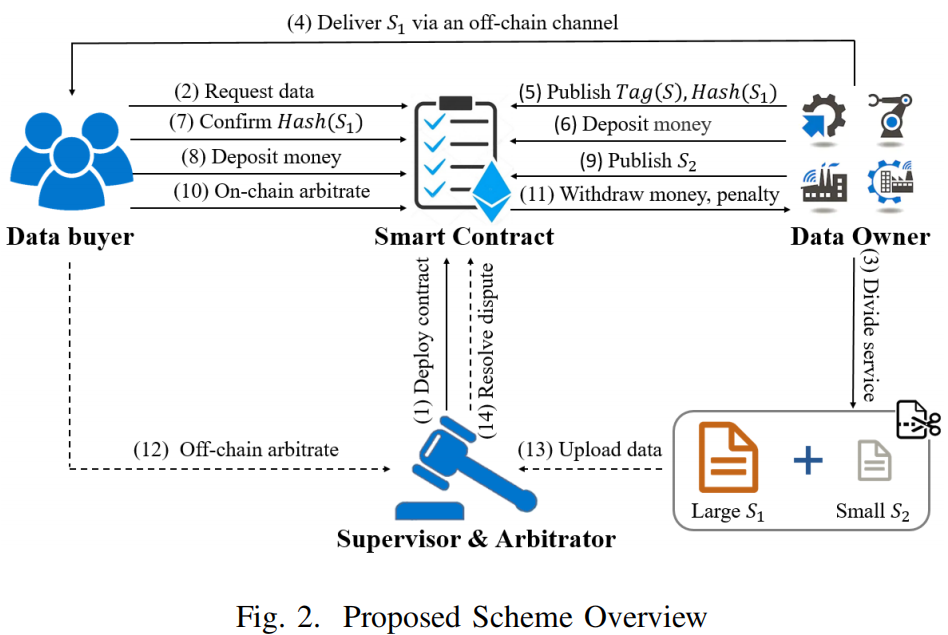 (4) Deliver S₁ via an off-chain channel
(2) Request data
(5) Publish Tag(S), Hash(S₁)
(7) Confirm Hash(S₁)
(6) Deposit money
(8) Deposit money
(9) Publish S₂
(10) On-chain arbitrate
(11) Withdraw money, penalty
Data buyer
Smart Contract
Data Owner
(1) Deploy contract
(14) Resolve dispute
(3) Divide service
(12) Off-chain arbitrate
(13) Upload data
+
Large S₁
Small S₂
Supervisor & Arbitrator
Fig. 2. Proposed Scheme Overview